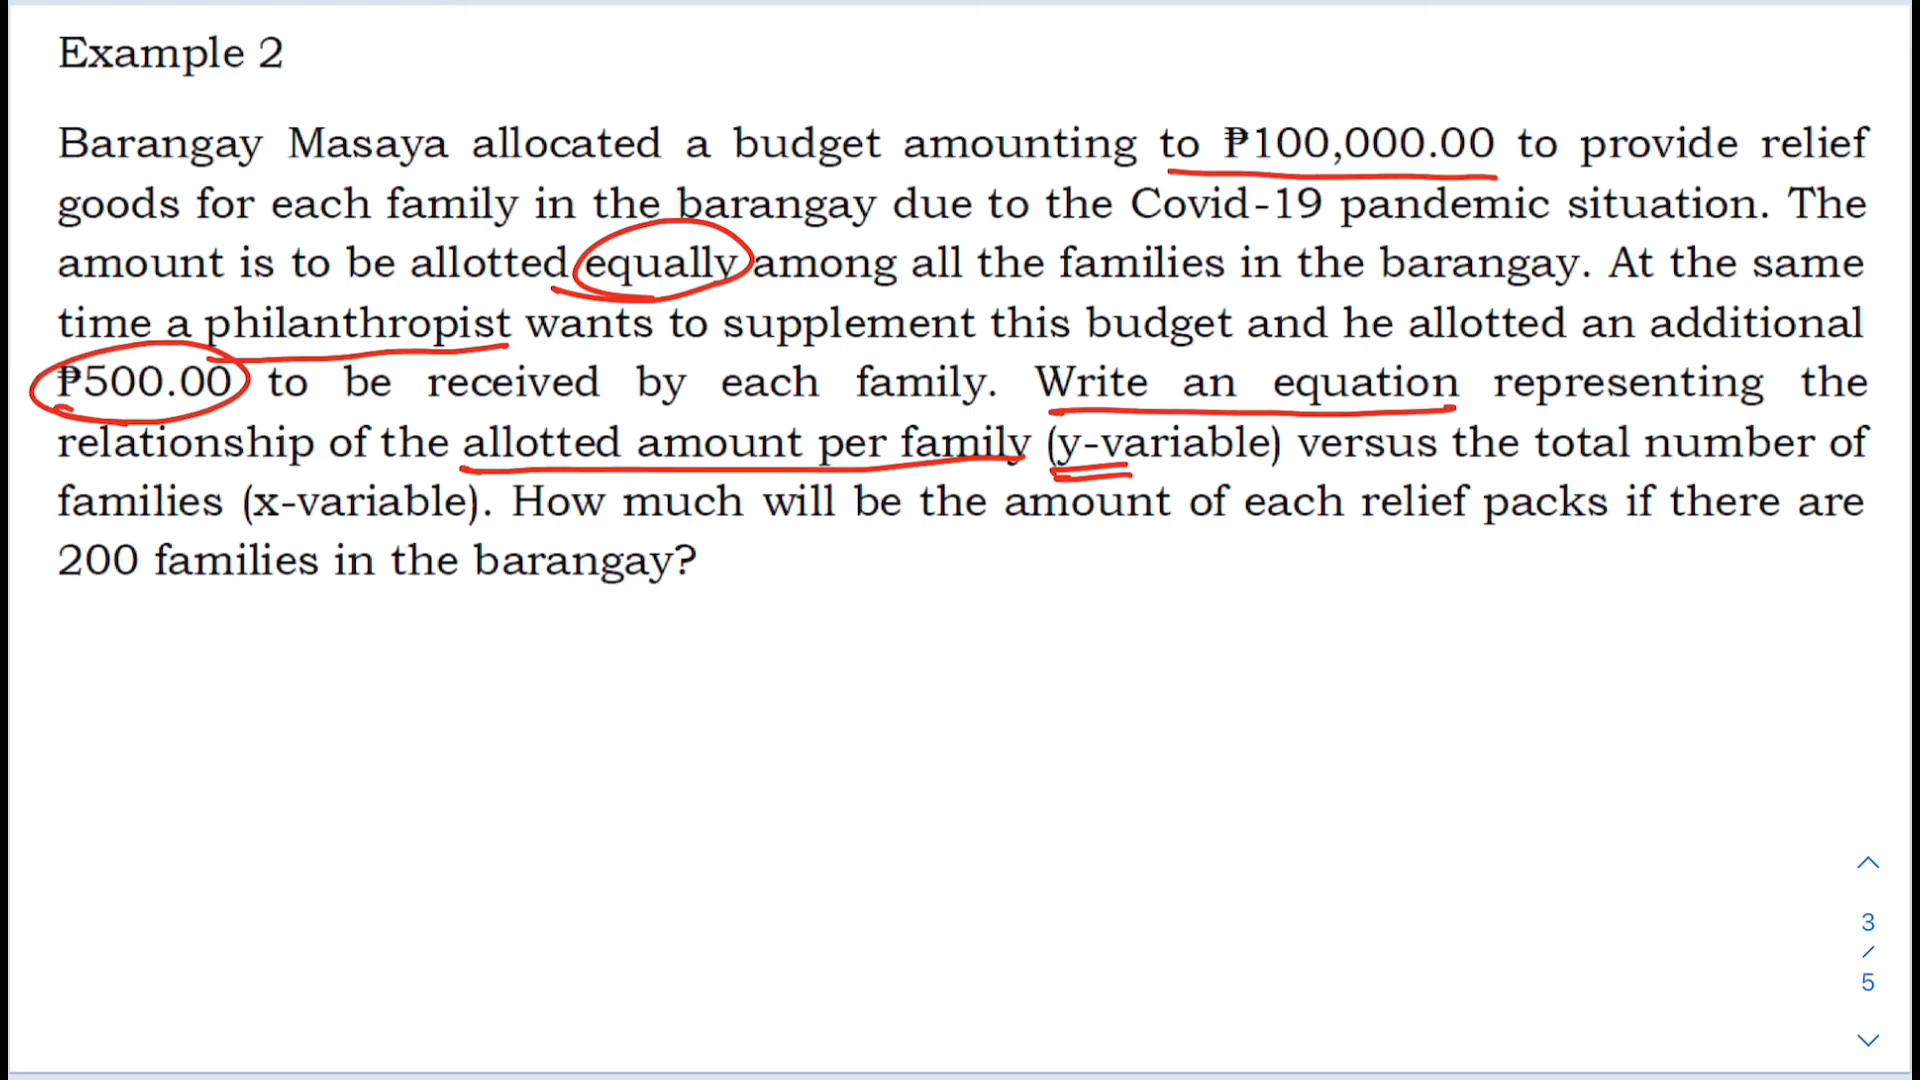 Example 2
Barangay Masaya allocated a budget amounting to ₱100,000.00 to provide relief
goods for each family in the barangay due to the Covid-19 pandemic situation. The
amount is to be allotted equally among all the families in the barangay. At the same
time a philanthropist wants to supplement this budget and he allotted an additional
₱500.00 to be received by each family. Write an equation representing the
relationship of the allotted amount per family (y-variable) versus the total number of
families (x-variable). How much will be the amount of each relief packs if there are
200 families in the barangay?
3
/
5